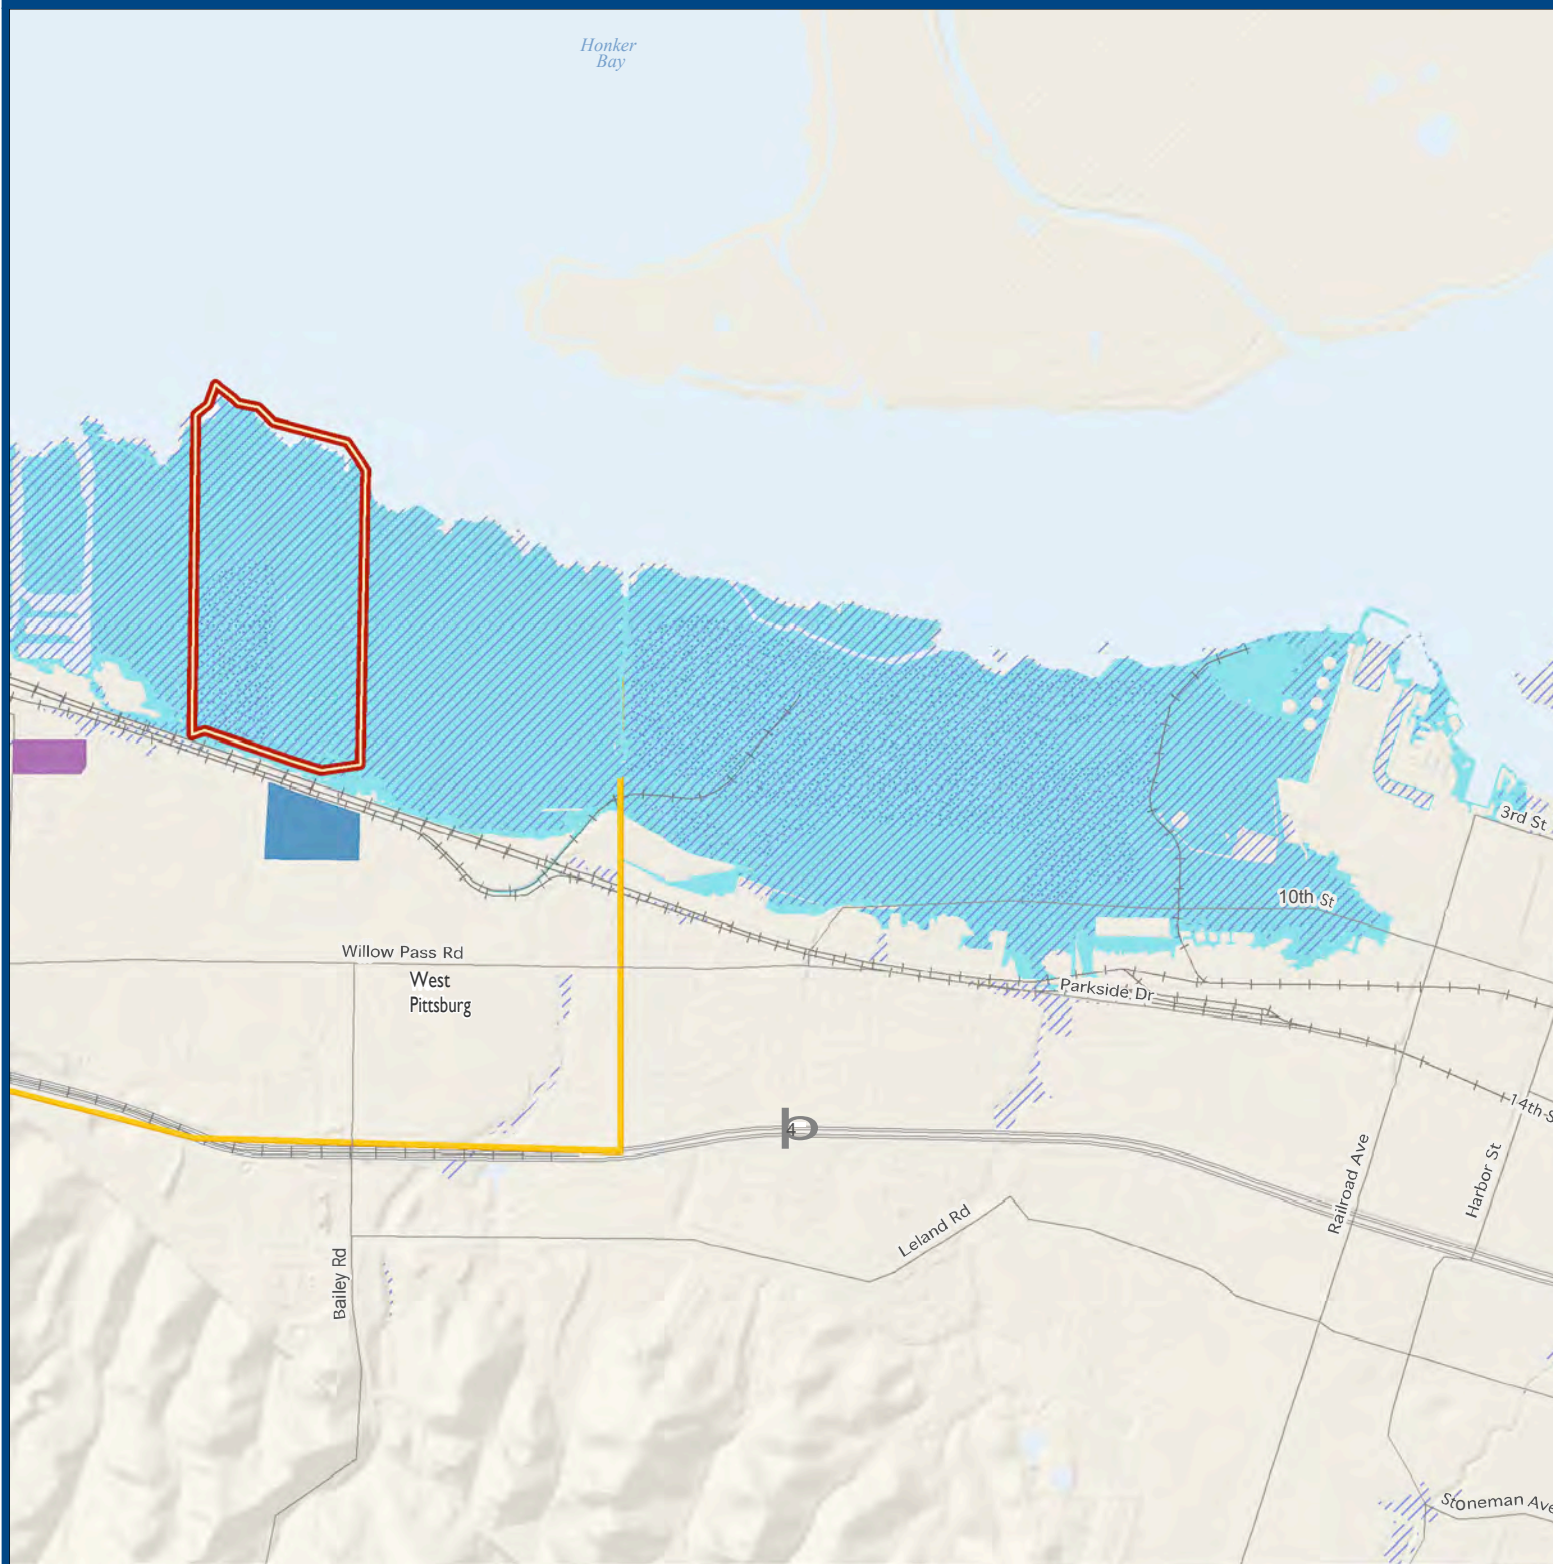 Honker
Bay
3rd St
10th St
Willow Pass Rd
West
Pittsburg
Parkside Dr
14th S
4
Railroad Ave
Harbor St
Leland Rd
Bailey Rd
Stoneman Ave